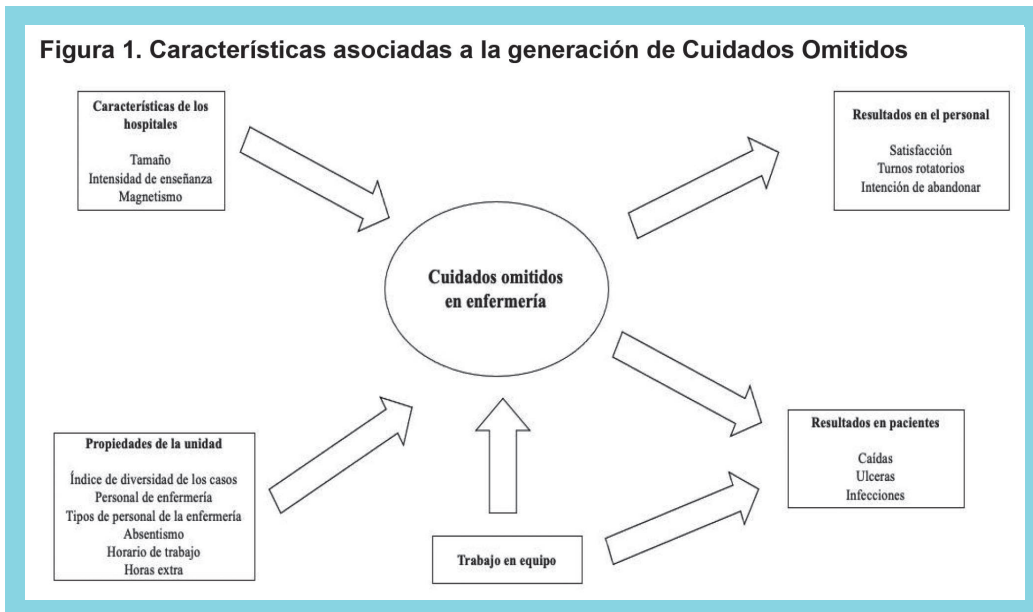 Figura 1. Características asociadas a la generación de Cuidados Omitidos
Características de los
hospitales
Tamaño
Intensidad de enseñanza
Magnetismo
Resultados en el personal
Satisfacción
Turnos rotatorios
Intención de abandonar
Cuidados omitidos
en enfermería
Propiedades de la unidad
Índice de diversidad de los casos
Personal de enfermería
Tipos de personal de la enfermería
Absentismo
Horario de trabajo
Horas extra
Trabajo en equipo
Resultados en pacientes
Caídas
Ulceras
Infecciones